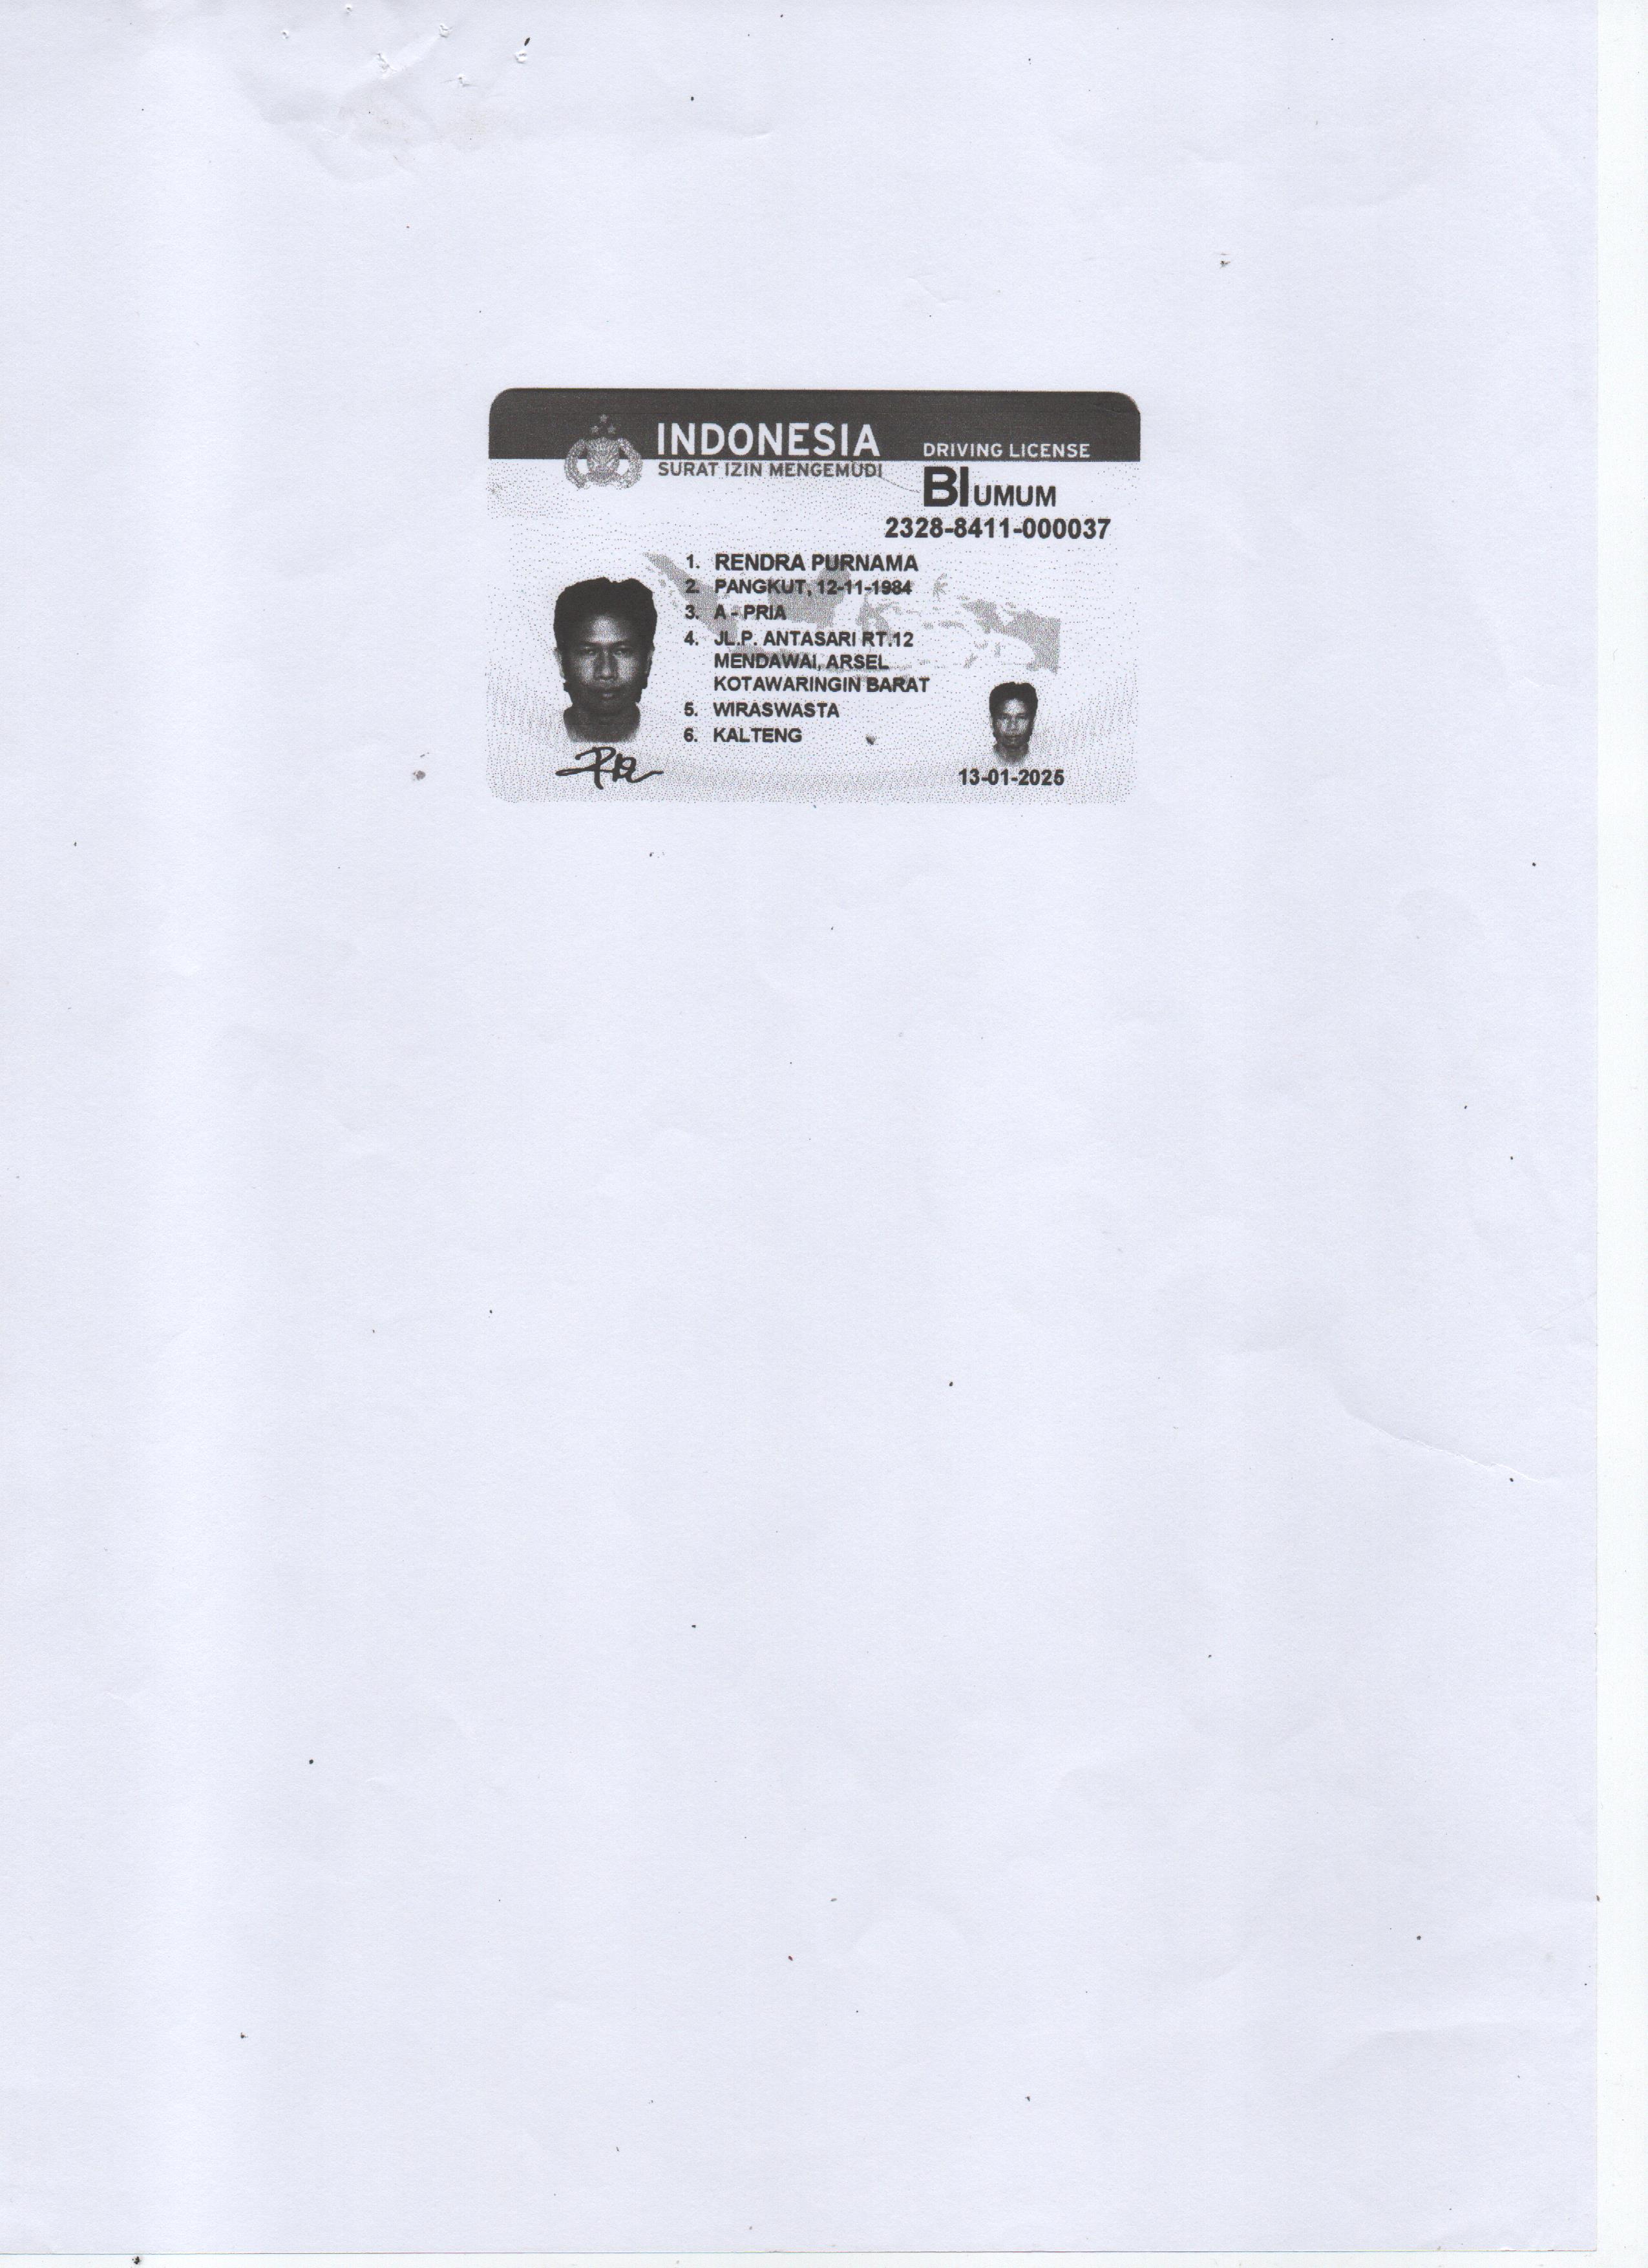 INDONESIA
DRIVING LICENSE
SURAT IZIN MENGEMUDI
BI UMUM
2328-8411-000037
1. RENDRA PURNAMA
2. PANGKUT, 12-11-1984
3. A - PRIA
4. JL.P. ANTASARI RT.12
MENDAWAI, ARSEL
KOTAWARINGIN BARAT
5. WIRASWASTA
6. KALTENG
13-01-2025